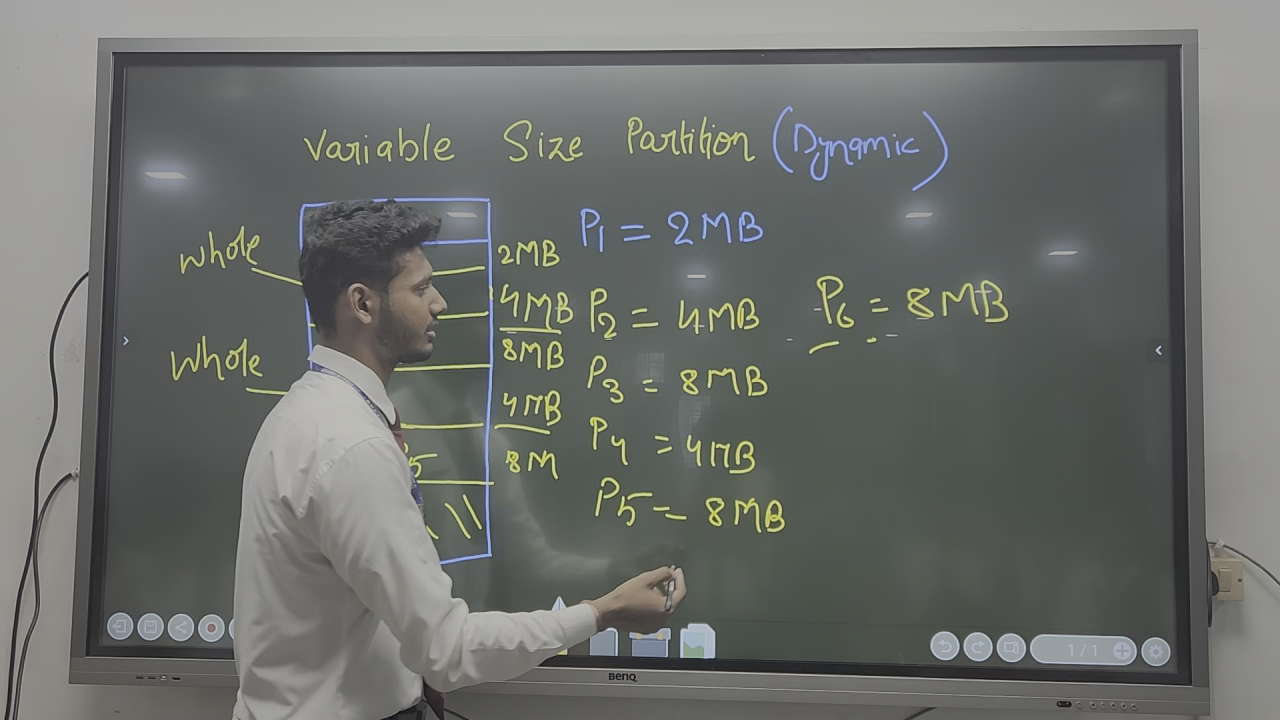 Variable Size Partition (Dynamic)
P1 = 2MB
whole
2MB
4MB
P2 = 4MB
P6 = 8MB
Whole
8MB
P3 = 8MB
4MB
P4 = 4MB
5
8M
P5 = 8MB
1/1
BenQ